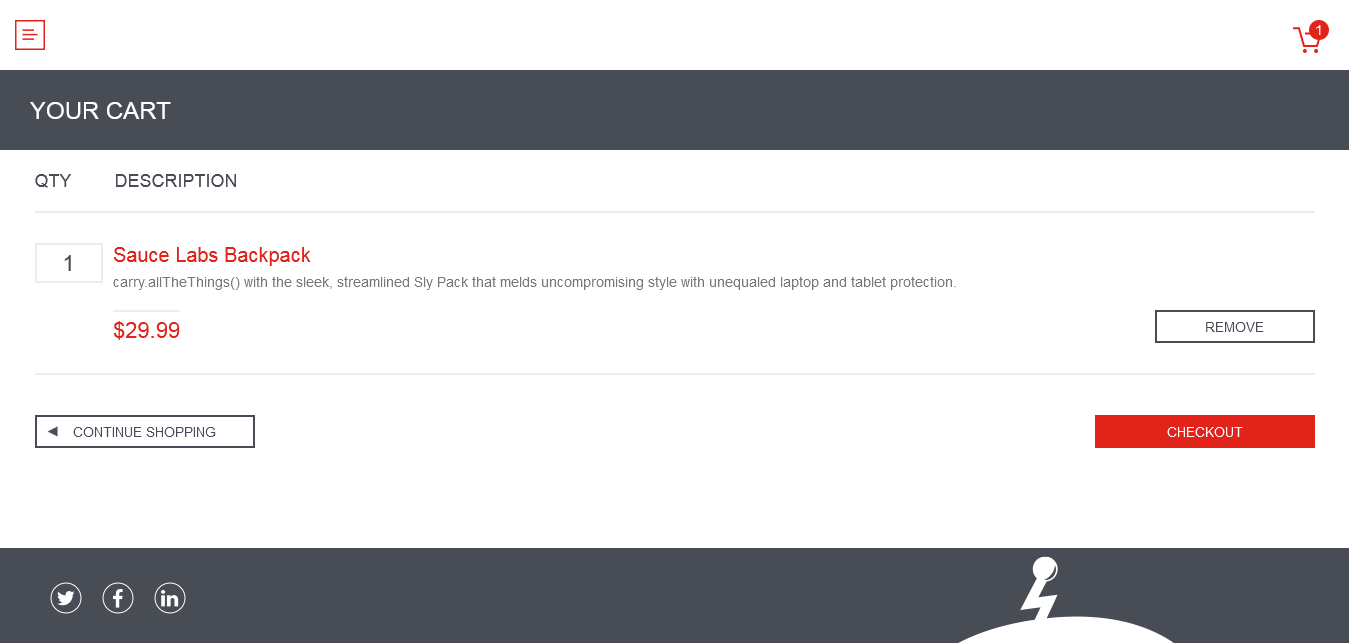 1
YOUR CART
QTY DESCRIPTION
1
Sauce Labs Backpack
carry.allTheThings() with the sleek, streamlined Sly Pack that melds uncompromising style with unequaled laptop and tablet protection.
$29.99
REMOVE
CONTINUE SHOPPING
CHECKOUT